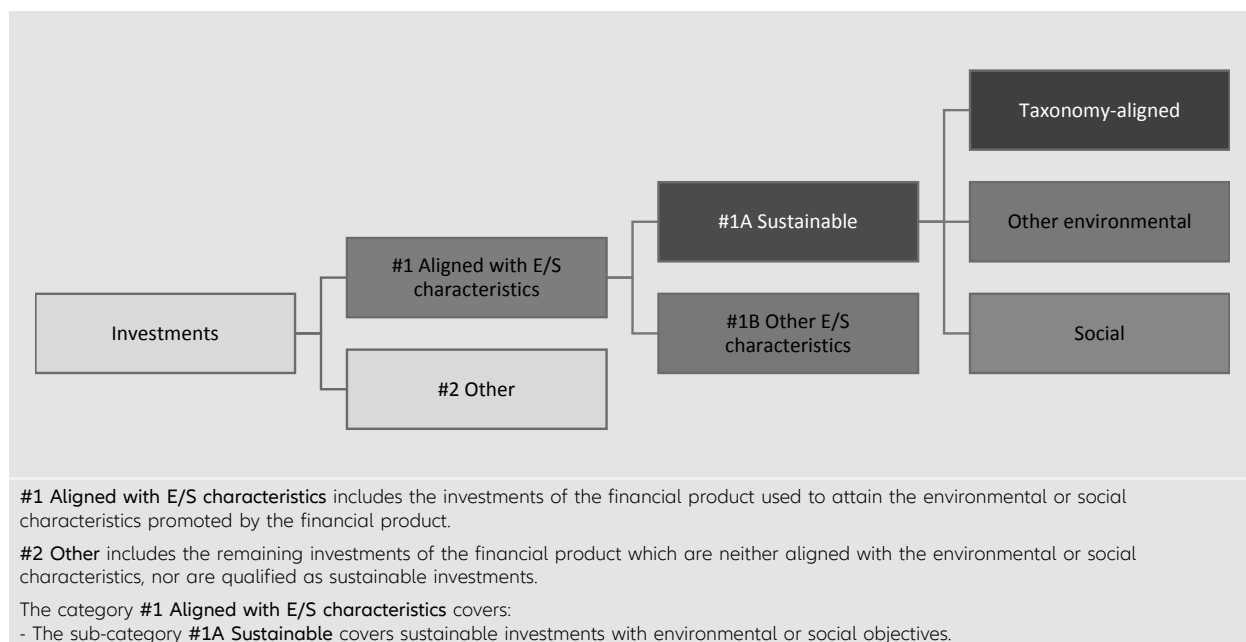 Taxonomy-aligned
#1A Sustainable
Other environmental
#1 Aligned with E/S
characteristics
Investments
#1B Other E/S
characteristics
Social
#2 Other
#1 Aligned with E/S characteristics includes the investments of the financial product used to attain the environmental or social
characteristics promoted by the financial product.
#2 Other includes the remaining investments of the financial product which are neither aligned with the environmental or social
characteristics, nor are qualified as sustainable investments.
The category #1 Aligned with E/S characteristics covers:
- The sub-category #1A Sustainable covers sustainable investments with environmental or social objectives.